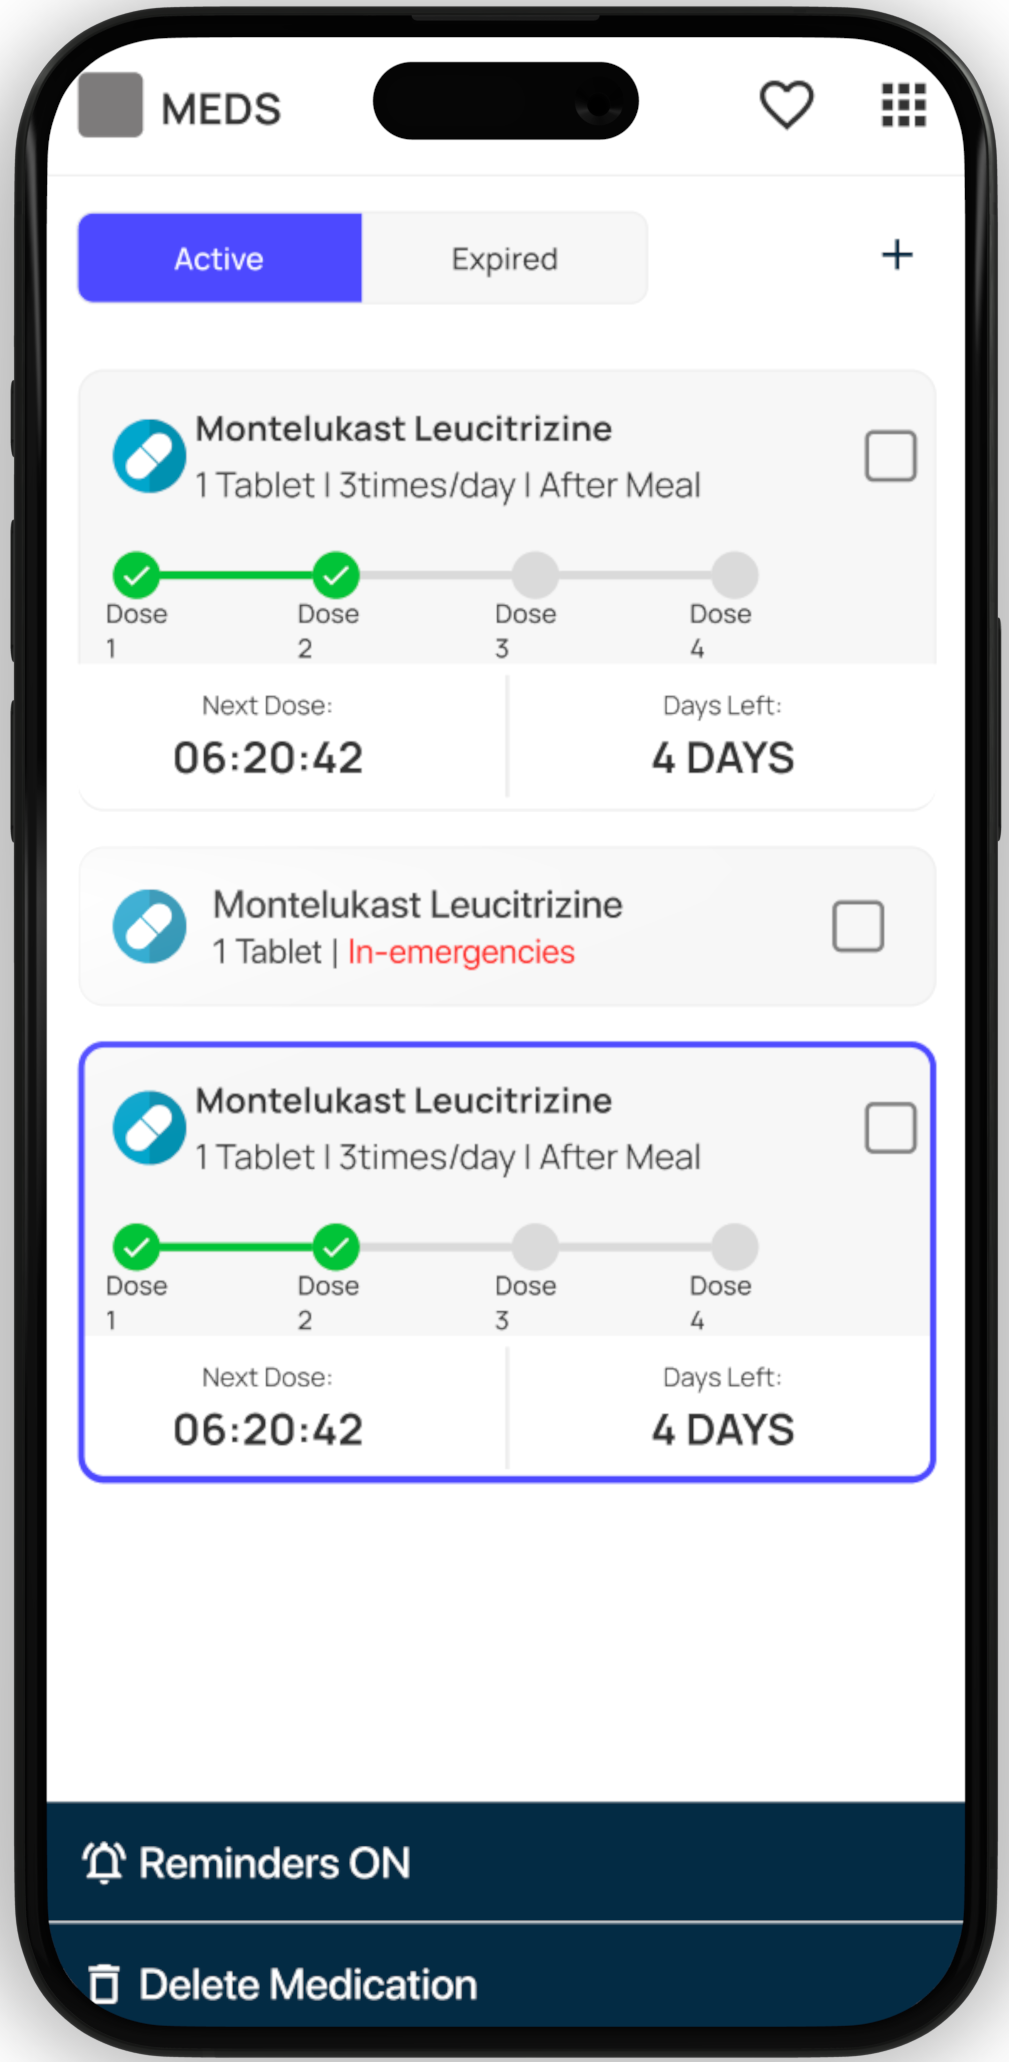 MEDS
Active Expired +
Montelukast Leucitrizine
1 Tablet | 3times/day | After Meal
Dose 1 Dose 2 Dose 3 Dose 4
Next Dose: Days Left:
06:20:42 4 DAYS
Montelukast Leucitrizine
1 Tablet | In-emergencies
Montelukast Leucitrizine
1 Tablet | 3times/day | After Meal
Dose 1 Dose 2 Dose 3 Dose 4
Next Dose: Days Left:
06:20:42 4 DAYS
Reminders ON
Delete Medication